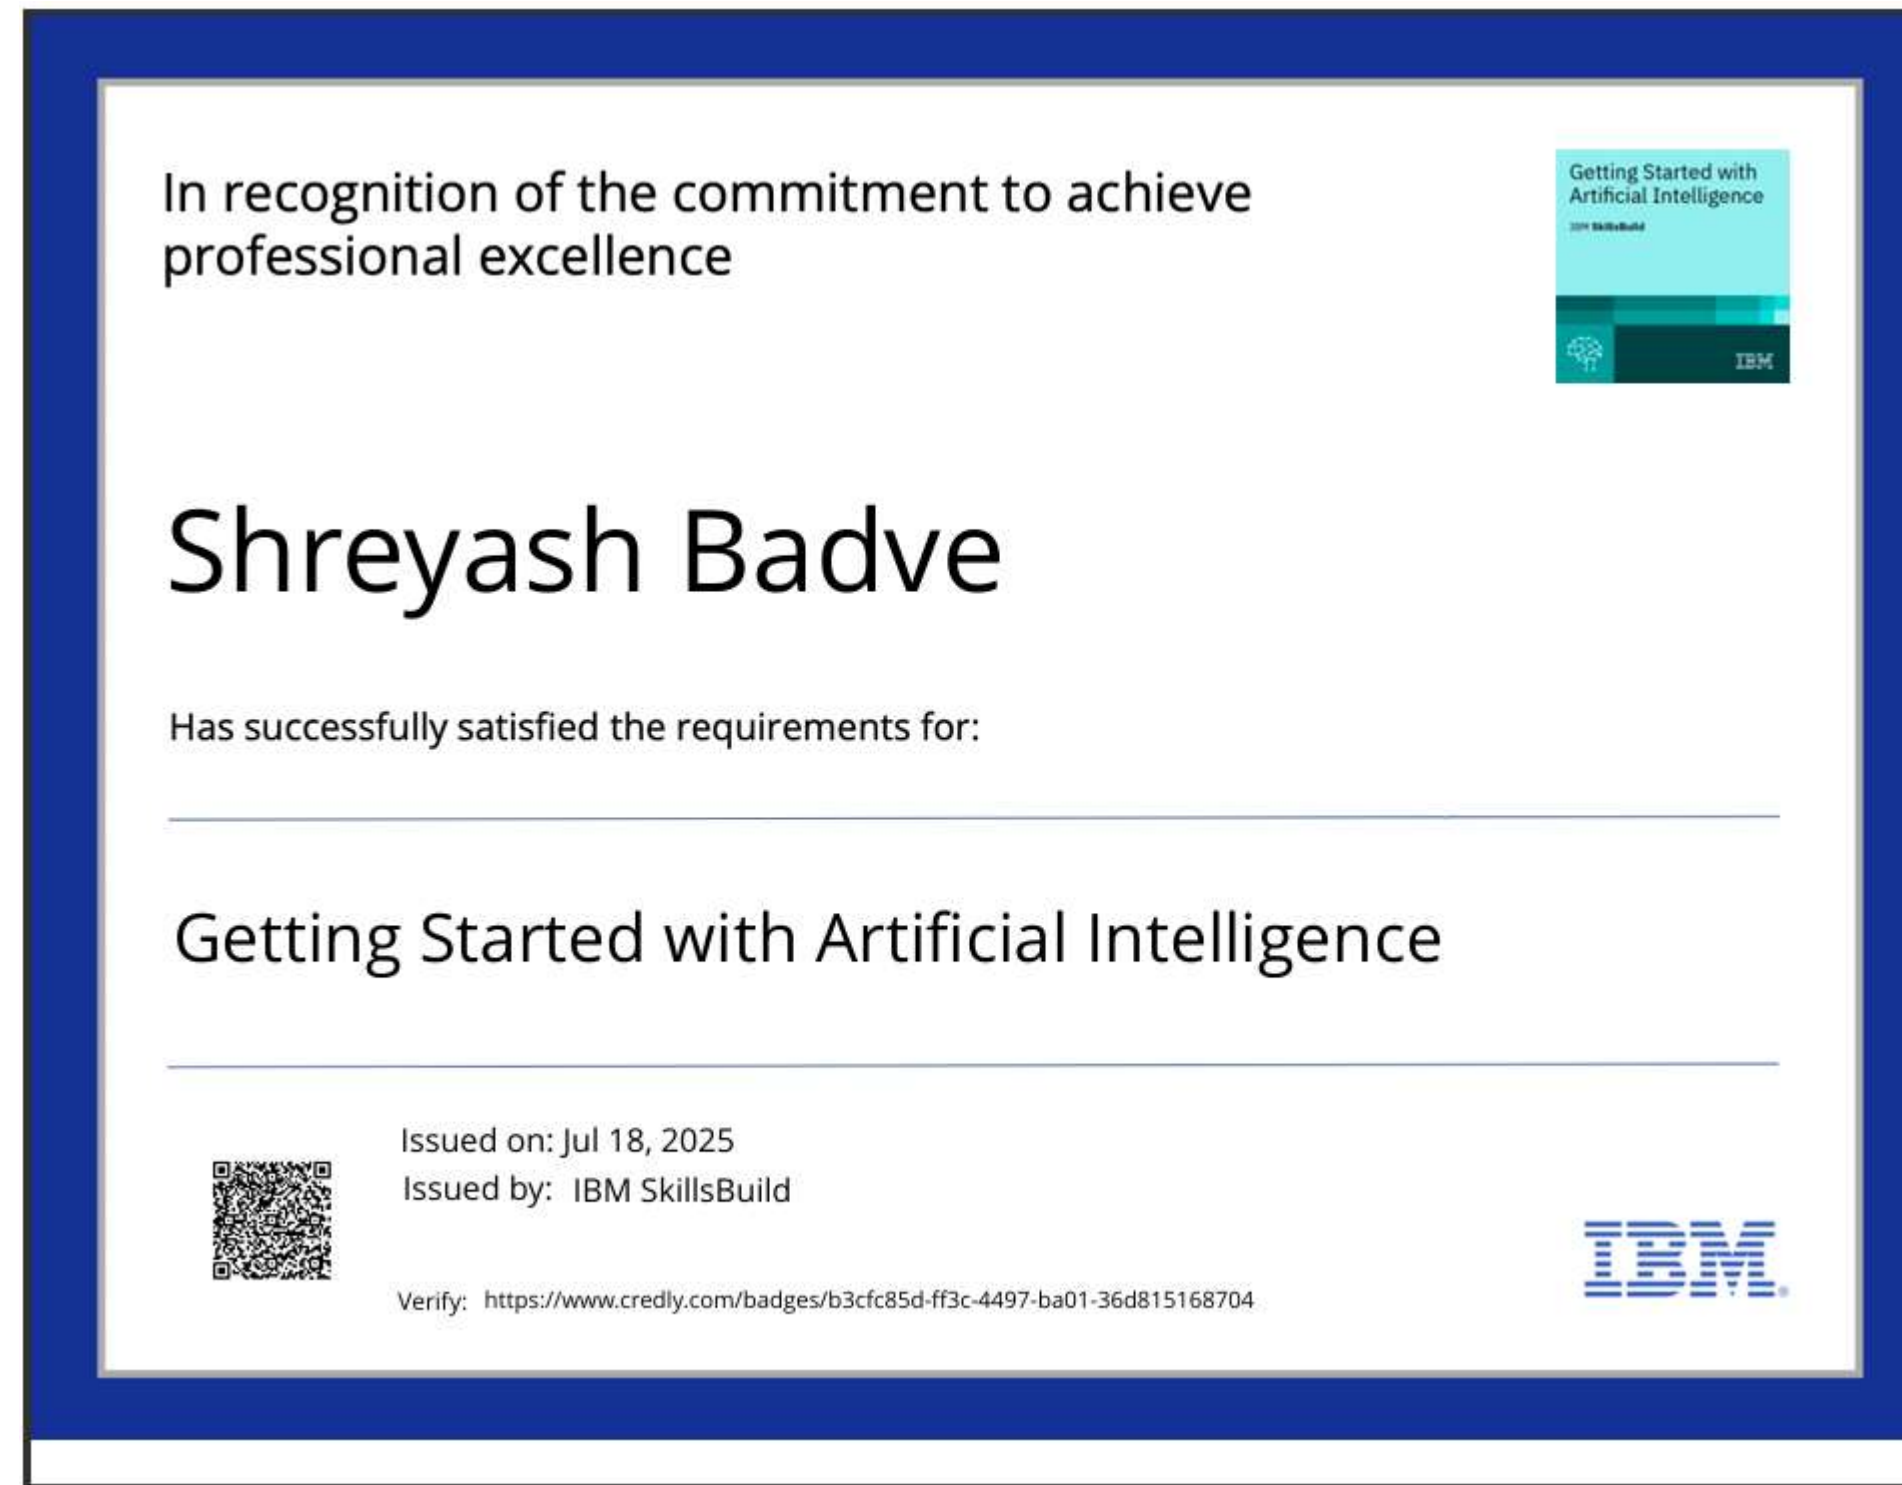 In recognition of the commitment to achieve
professional excellence
Getting Started with
Artificial Intelligence
IBM SkillsBuild
IBM
Shreyash Badve
Has successfully satisfied the requirements for:
Getting Started with Artificial Intelligence
Issued on: Jul 18, 2025
Issued by: IBM SkillsBuild
Verify: https://www.credly.com/badges/b3cfc85d-ff3c-4497-ba01-36d815168704
IBM®